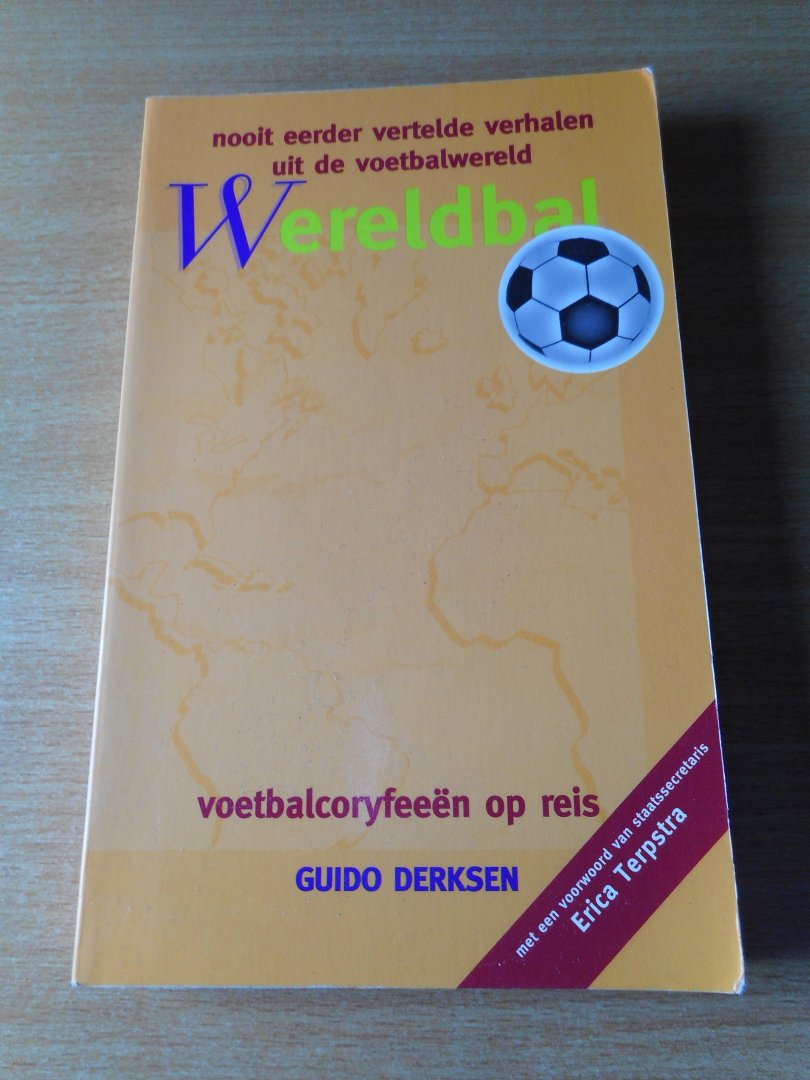 nooit eerder vertelde verhalen
uit de voetbalwereld
Wereldbal
voetbalcoryfeeën op reis
GUIDO DERKSEN
met een voorwoord van staatssecretaris
Erica Terpstra